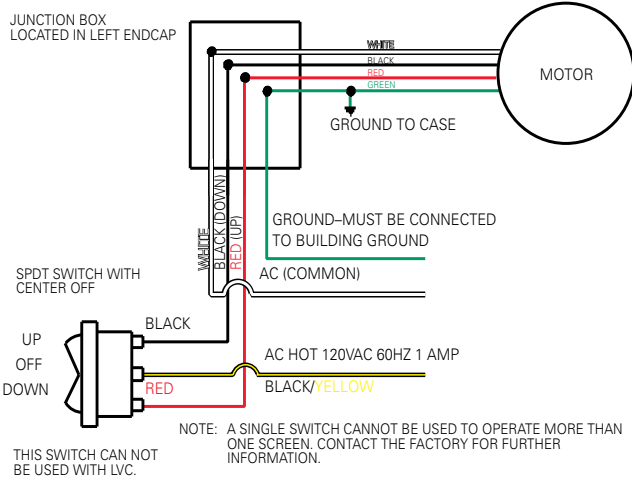 JUNCTION BOX
LOCATED IN LEFT ENDCAP
WHITE
BLACK
RED
GREEN
MOTOR
GROUND TO CASE
WHITE
BLACK (DOWN)
RED (UP)
GROUND–MUST BE CONNECTED
TO BUILDING GROUND
AC (COMMON)
SPDT SWITCH WITH
CENTER OFF
BLACK
UP
OFF
DOWN
AC HOT 120VAC 60HZ 1 AMP
RED
BLACK/YELLOW
NOTE: A SINGLE SWITCH CANNOT BE USED TO OPERATE MORE THAN
ONE SCREEN. CONTACT THE FACTORY FOR FURTHER
INFORMATION.
THIS SWITCH CAN NOT
BE USED WITH LVC.